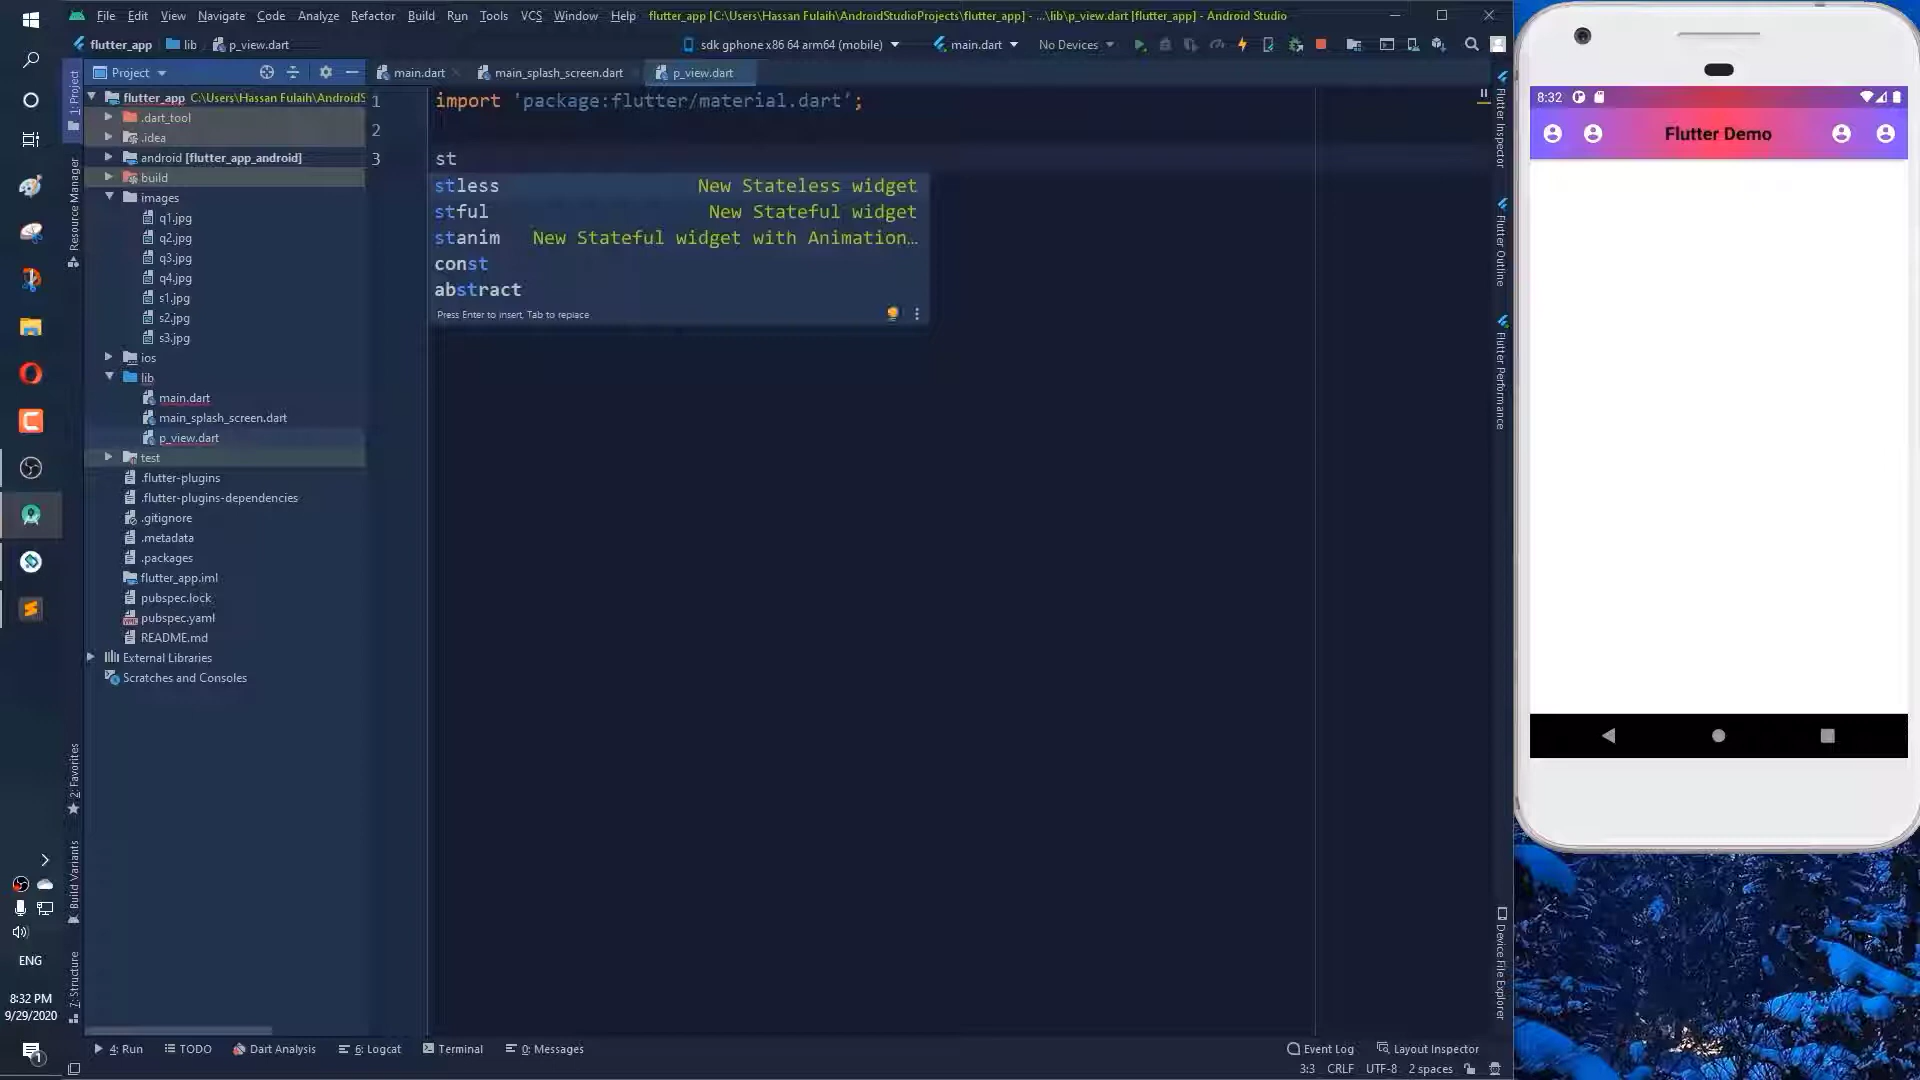 File Edit View Navigate Code Analyze Refactor Build Run Tools VCS Window Help flutter_app [C:\Users\Hassan Fulaih\AndroidStudioProjects\flutter_app] - ...\lib\p_view.dart [flutter_app] - Android Studio
flutter_app lib p_view.dart sdk gphone x86 64 arm64 (mobile) main.dart No Devices
Project main.dart main_splash_screen.dart p_view.dart
1: Project
Resource Manager
2: Favorites
Build Variants
7: Structure
flutter_app C:\Users\Hassan Fulaih\AndroidS
.dart_tool
.idea
android [flutter_app_android]
build
images
q1.jpg
q2.jpg
q3.jpg
q4.jpg
s1.jpg
s2.jpg
s3.jpg
ios
lib
main.dart
main_splash_screen.dart
p_view.dart
test
.flutter-plugins
.flutter-plugins-dependencies
.gitignore
.metadata
.packages
flutter_app.iml
pubspec.lock
pubspec.yaml
README.md
External Libraries
Scratches and Consoles
1 import 'package:flutter/material.dart';
2
3 st
stless New Stateless widget
stful New Stateful widget
stanim New Stateful widget with Animation…
const
abstract
Press Enter to insert, Tab to replace
Flutter Inspector
Flutter Outline
Flutter Performance
Device File Explorer
8:32
Flutter Demo
ENG
8:32 PM
9/29/2020
1
4: Run TODO Dart Analysis 6: Logcat Terminal 0: Messages Event Log Layout Inspector
3:3 CRLF UTF-8 2 spaces